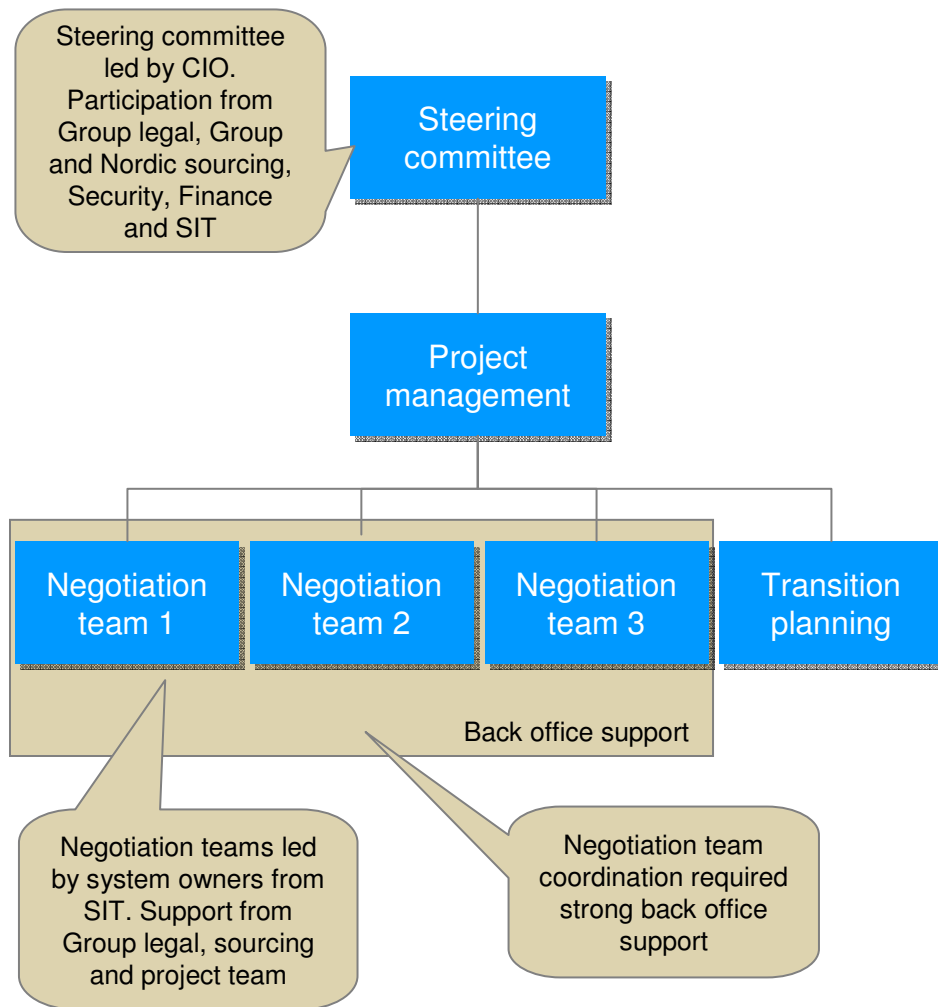 Steering committee
led by CIO.
Participation from
Group legal, Group
and Nordic sourcing,
Security, Finance
and SIT
Steering
committee
Project
management
Negotiation
team 1
Negotiation
team 2
Negotiation
team 3
Transition
planning
Back office support
Negotiation teams led
by system owners from
SIT. Support from
Group legal, sourcing
and project team
Negotiation team
coordination required
strong back office
support